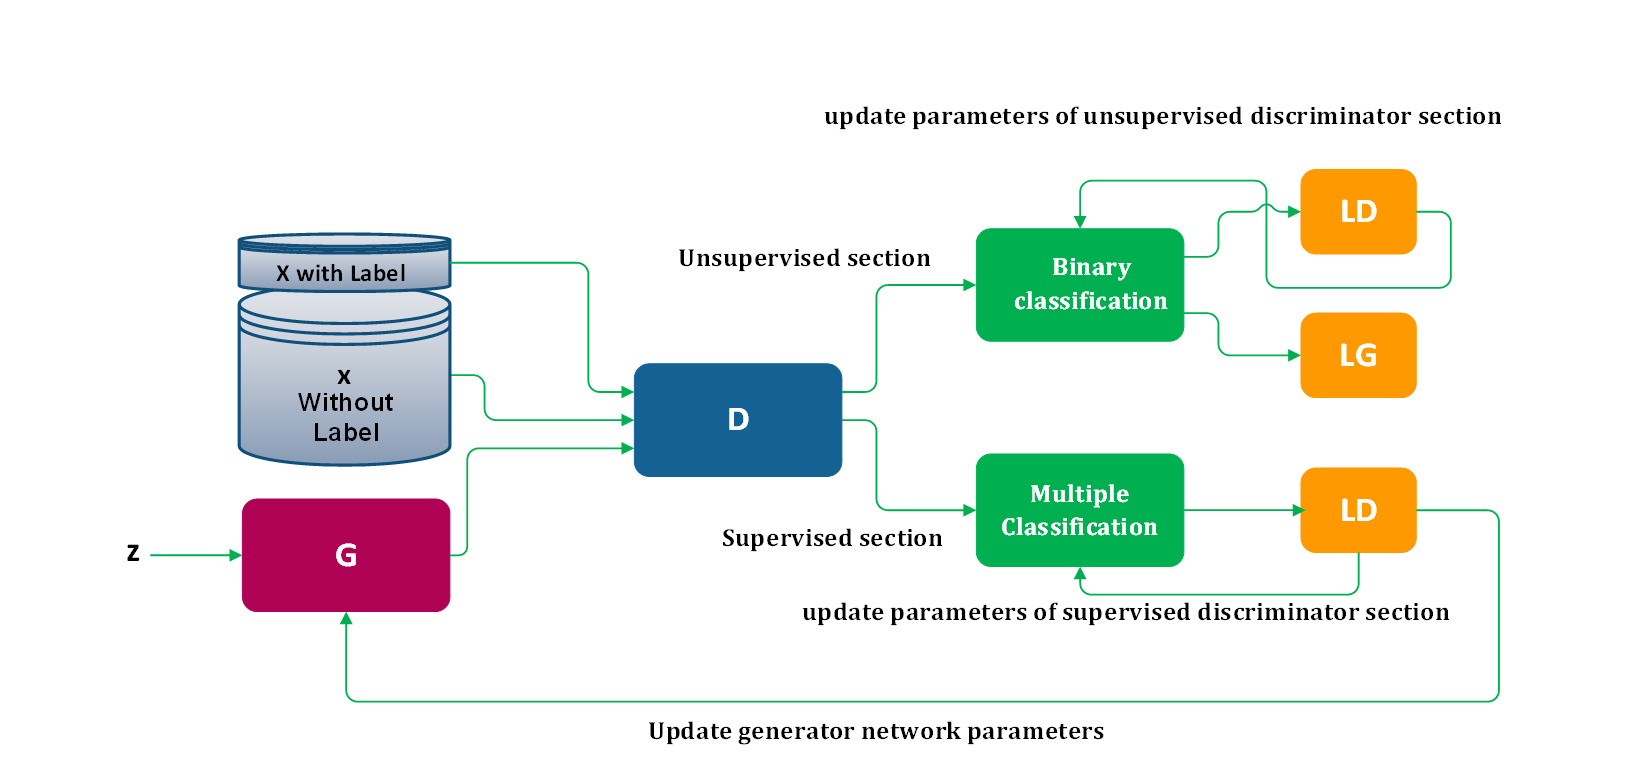 update parameters of unsupervised discriminator section
LD
Unsupervised section
Binary
classification
X with Label
LG
x
Without
Label
D
Multiple
Classification
LD
Supervised section
z
G
update parameters of supervised discriminator section
Update generator network parameters